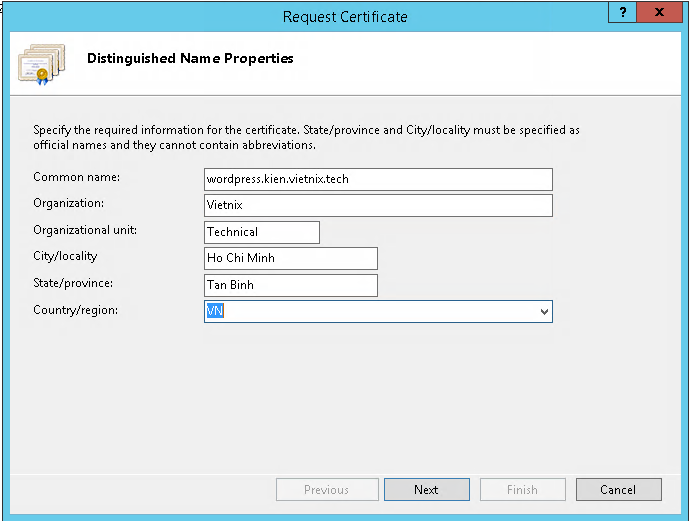 Request Certificate
? x
Distinguished Name Properties
Specify the required information for the certificate. State/province and City/locality must be specified as
official names and they cannot contain abbreviations.
Common name: wordpress.kien.vietnix.tech
Organization: Vietnix
Organizational unit: Technical
City/locality Ho Chi Minh
State/province: Tan Binh
Country/region: VN
Previous Next Finish Cancel